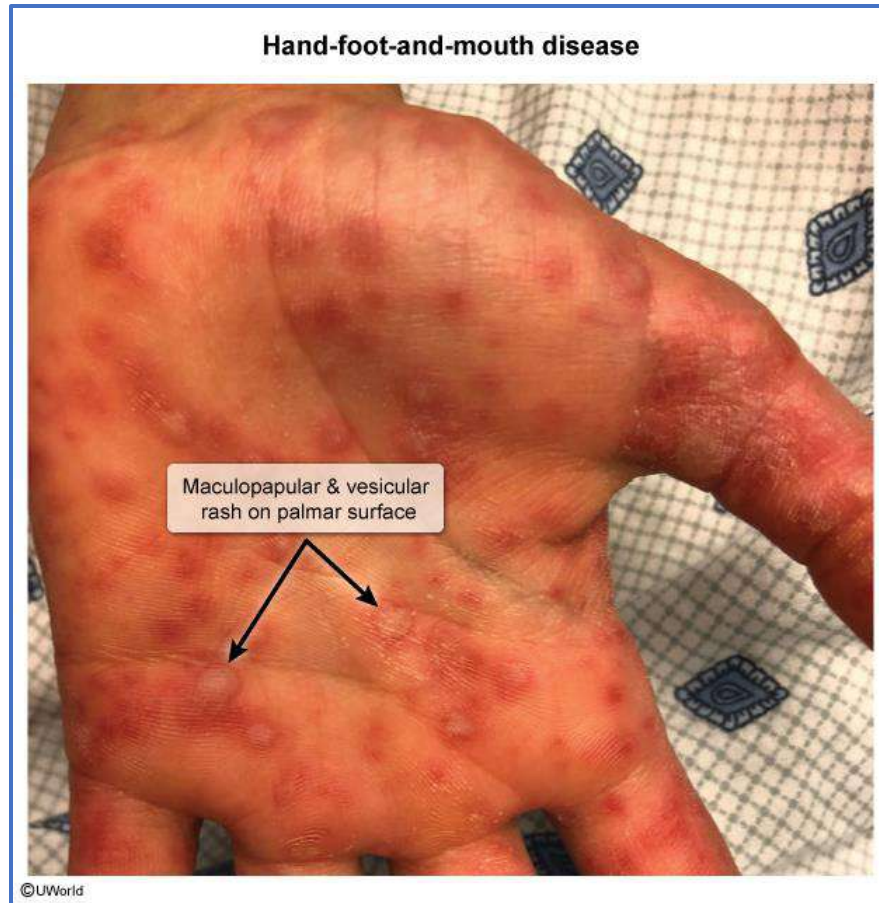 Hand-foot-and-mouth disease
Maculopapular & vesicular
rash on palmar surface
©UWorld